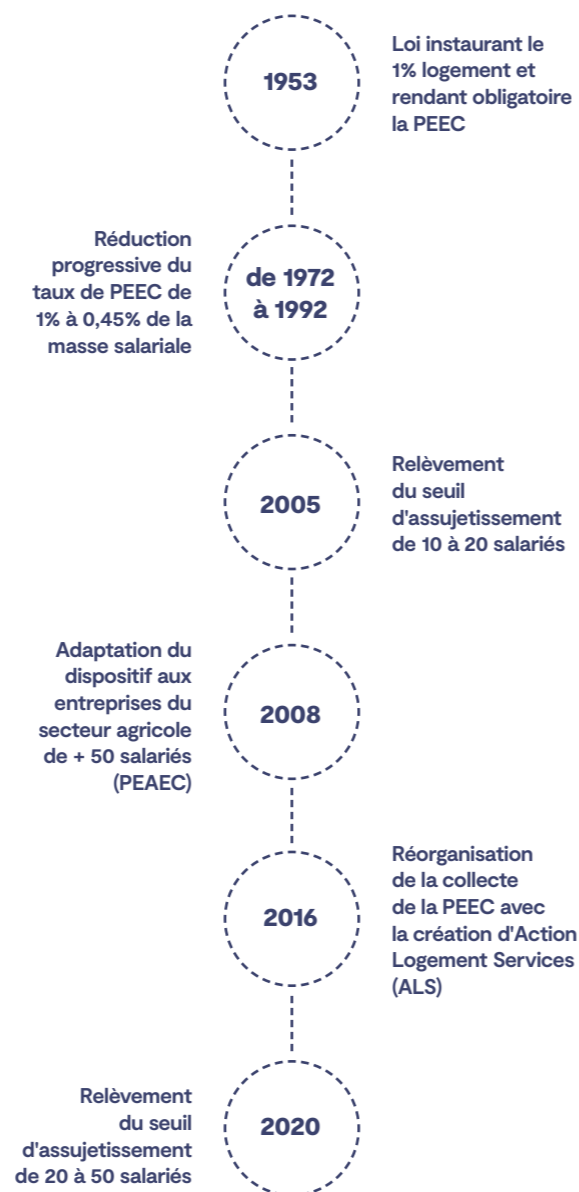 1953
Loi instaurant le
1% logement et
rendant obligatoire
la PEEC
de 1972
à 1992
Réduction
progressive du
taux de PEEC de
1% à 0,45% de la
masse salariale
2005
Relèvement
du seuil
d'assujetissement
de 10 à 20 salariés
2008
Adaptation du
dispositif aux
entreprises du
secteur agricole
de + 50 salariés
(PEAEC)
2016
Réorganisation
de la collecte
de la PEEC avec
la création d'Action
Logement Services
(ALS)
2020
Relèvement
du seuil
d'assujetissement
de 20 à 50 salariés